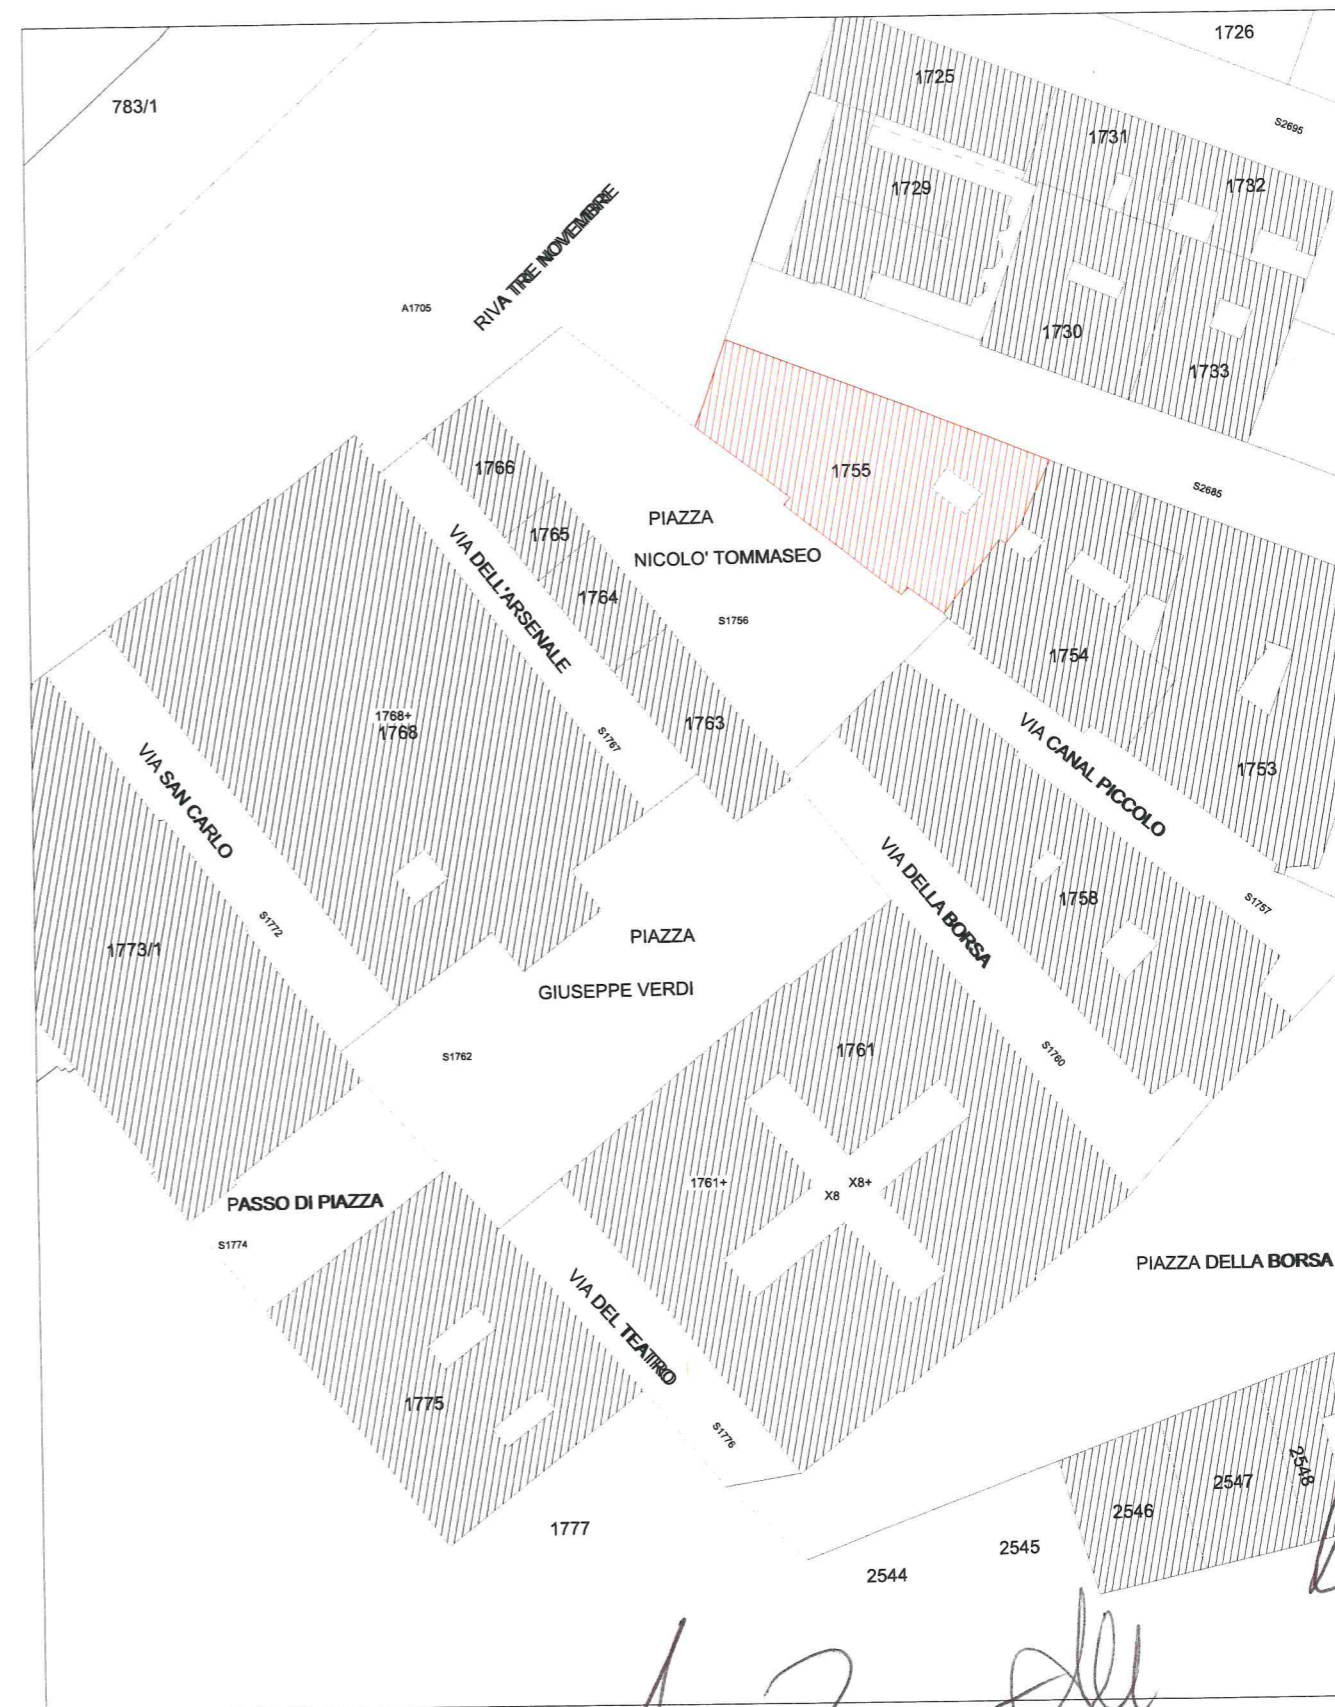 1726
783/1
1725
S2695
1731
1732
1729
RIVA TRE NOVEMBRE
A1705
1730
1733
1766
1755
S2685
PIAZZA
NICOLO' TOMMASEO
1765
VIA DELL'ARSENALE
1764
S1756
1754
1768+
1768
1763
S1767
VIA CANAL PICCOLO
1753
VIA SAN CARLO
VIA DELLA BORSA
1758
S1757
S1772
1773/1
PIAZZA
GIUSEPPE VERDI
S1762
1761
S1760
1761+
X8
X8+
PASSO DI PIAZZA
S1774
PIAZZA DELLA BORSA
VIA DEL TEATRO
1775
S1776
2548
2547
2546
1777
2545
2544